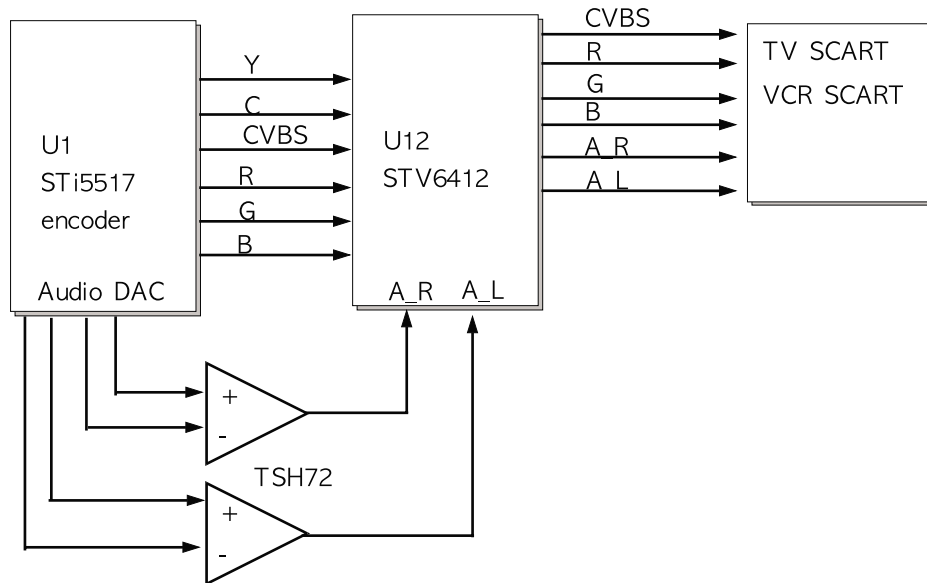 U1
STi5517
encoder
Audio DAC
Y
C
CVBS
R
G
B
U12
STV6412
A_R A_L
CVBS
R
G
B
A_R
A_L
TV SCART
VCR SCART
+
-
TSH72
+
-